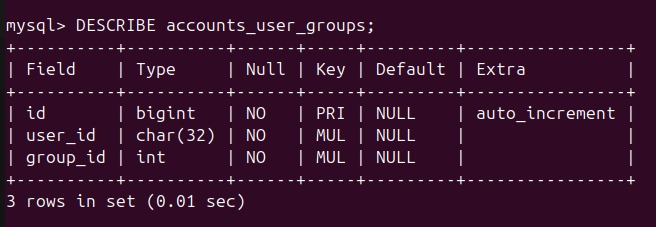 mysql> DESCRIBE accounts_user_groups;
+----------+----------+------+-----+---------+----------------+
| Field    | Type     | Null | Key | Default | Extra          |
+----------+----------+------+-----+---------+----------------+
| id       | bigint   | NO   | PRI | NULL    | auto_increment |
| user_id  | char(32) | NO   | MUL | NULL    |                |
| group_id | int      | NO   | MUL | NULL    |                |
+----------+----------+------+-----+---------+----------------+
3 rows in set (0.01 sec)